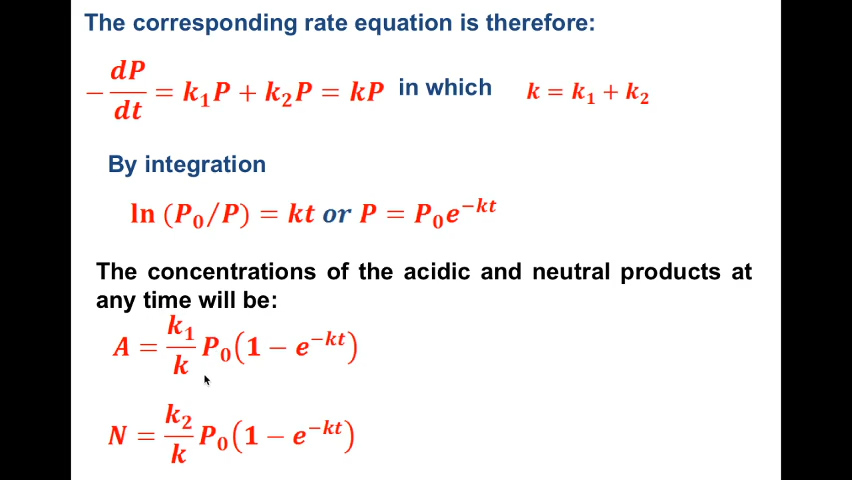 The corresponding rate equation is therefore:
− dP/dt = k₁P + k₂P = kP in which k = k₁ + k₂
By integration
ln (P₀/P) = kt or P = P₀e^{−kt}
The concentrations of the acidic and neutral products at
any time will be:
A = k₁/k P₀(1 − e^{−kt})
N = k₂/k P₀(1 − e^{−kt})